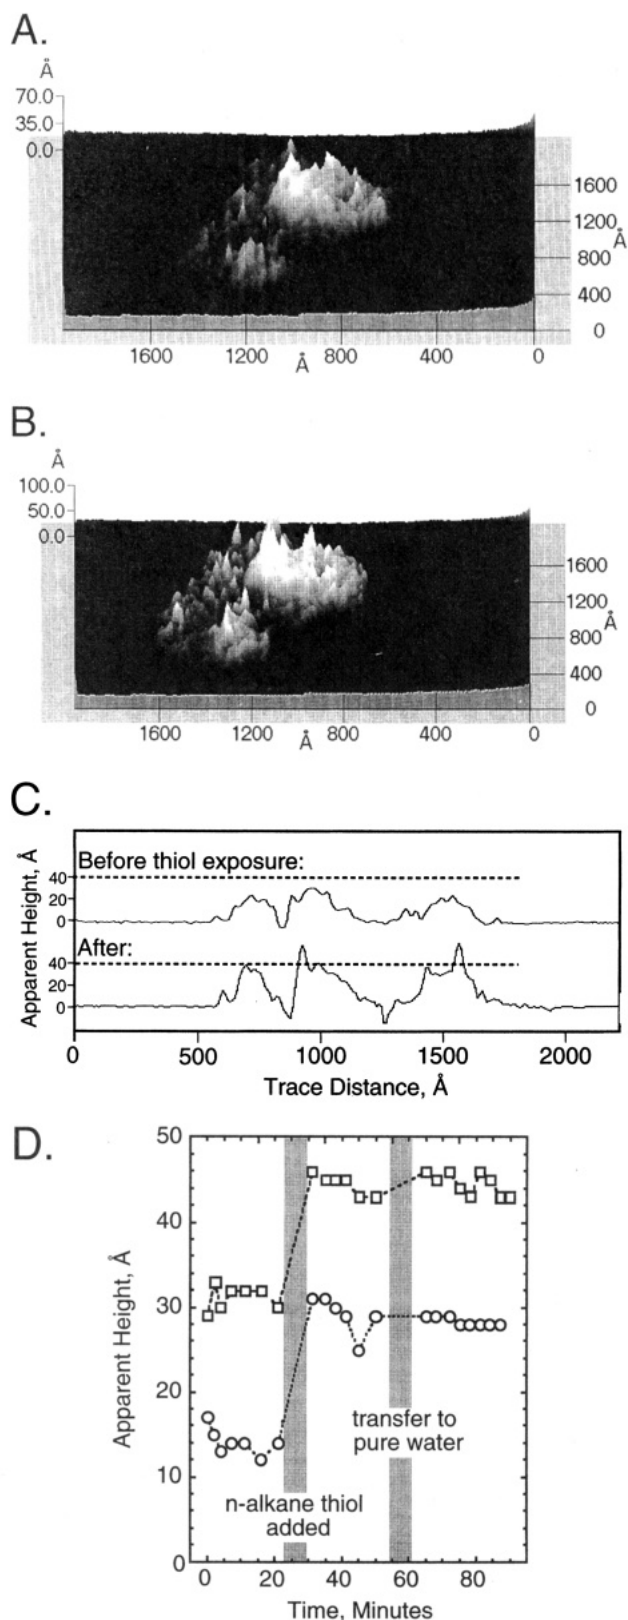 A.
Å
70.0
35.0
0.0
1600
1200
Å
800
400
0
1600
1200
Å
800
400
0
B.
Å
100.0
50.0
0.0
1600
1200
Å
800
400
0
1600
1200
Å
800
400
0
C.
Apparent Height, Å
Before thiol exposure:
40
20
0
After:
40
20
0
0
500
1000
1500
2000
Trace Distance, Å
D.
Apparent Height, Å
50
40
30
20
10
0
transfer to
pure water
n-alkane thiol
added
0
20
40
60
80
Time, Minutes